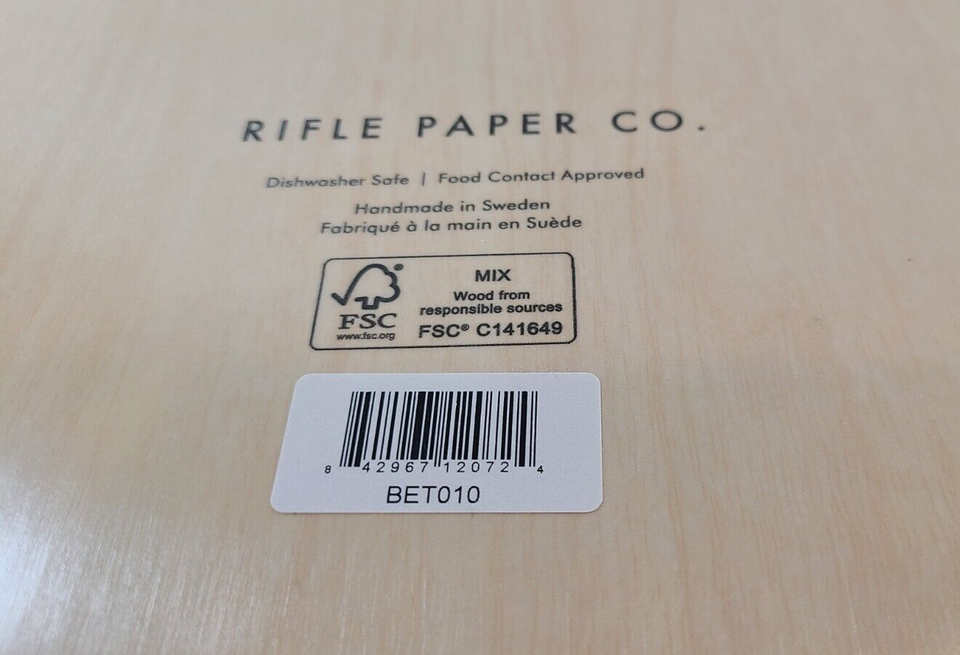 RIFLE PAPER CO.
Dishwasher Safe | Food Contact Approved
Handmade in Sweden
Fabriqué à la main en Suède
FSC®
www.fsc.org
MIX
Wood from
responsible sources
FSC® C141649
8 42967 12072 4
BET010